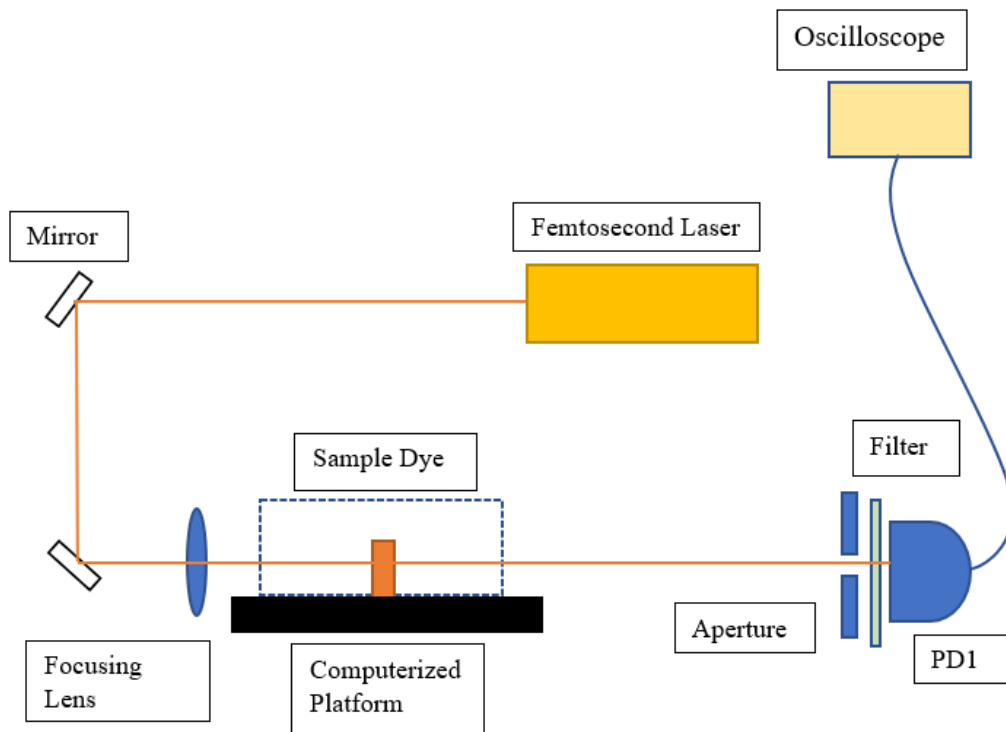 Oscilloscope
Mirror
Femtosecond Laser
Sample Dye
Filter
Aperture
Focusing
Lens
Computerized
Platform
PD1